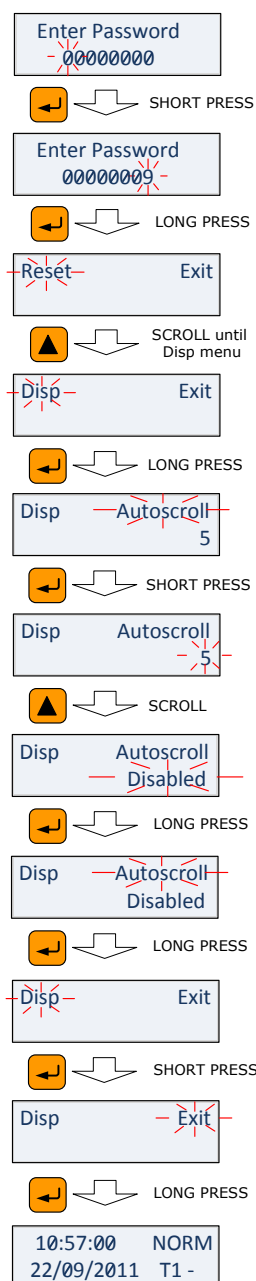 Enter Password
00000000
SHORT PRESS
Enter Password
00000009
LONG PRESS
Reset Exit
SCROLL until
Disp menu
Disp Exit
LONG PRESS
Disp Autoscroll
5
SHORT PRESS
Disp Autoscroll
5
SCROLL
Disp Autoscroll
Disabled
LONG PRESS
Disp Autoscroll
Disabled
LONG PRESS
Disp Exit
SHORT PRESS
Disp Exit
LONG PRESS
10:57:00 NORM
22/09/2011 T1 -